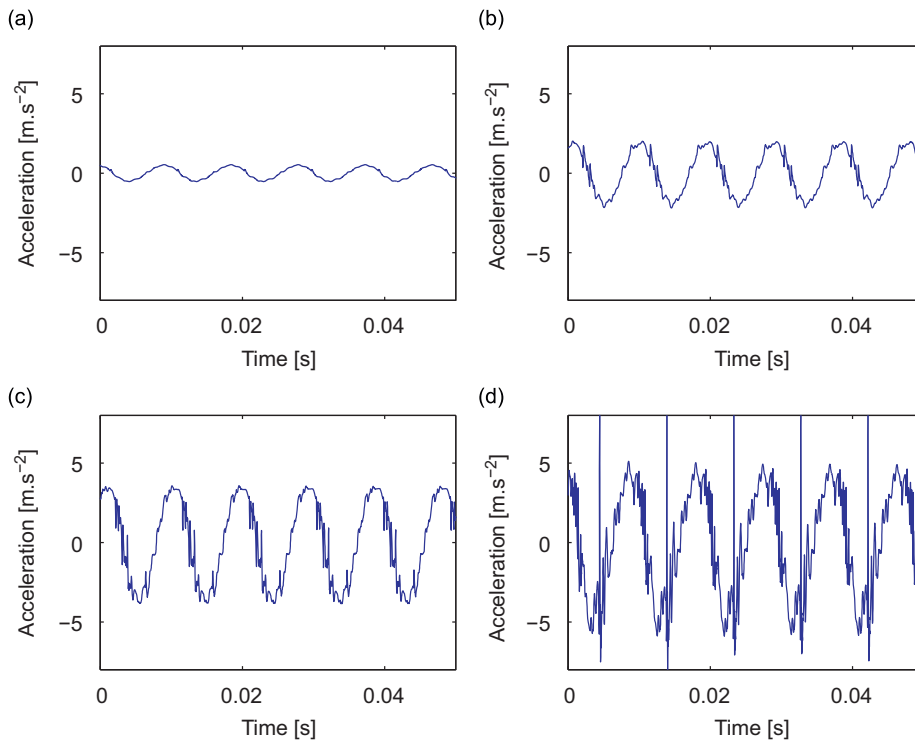 (a)
Acceleration [m.s⁻²]
5
0
−5
0
0.02
0.04
Time [s]
(b)
Acceleration [m.s⁻²]
5
0
−5
0
0.02
0.04
Time [s]
(c)
Acceleration [m.s⁻²]
5
0
−5
0
0.02
0.04
Time [s]
(d)
Acceleration [m.s⁻²]
5
0
−5
0
0.02
0.04
Time [s]